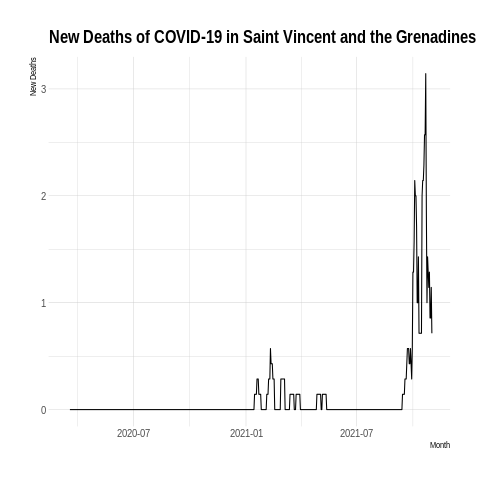 New Deaths of COVID-19 in Saint Vincent and the Grenadines
New Deaths
3
2
1
0
2020-07
2021-01
2021-07
Month